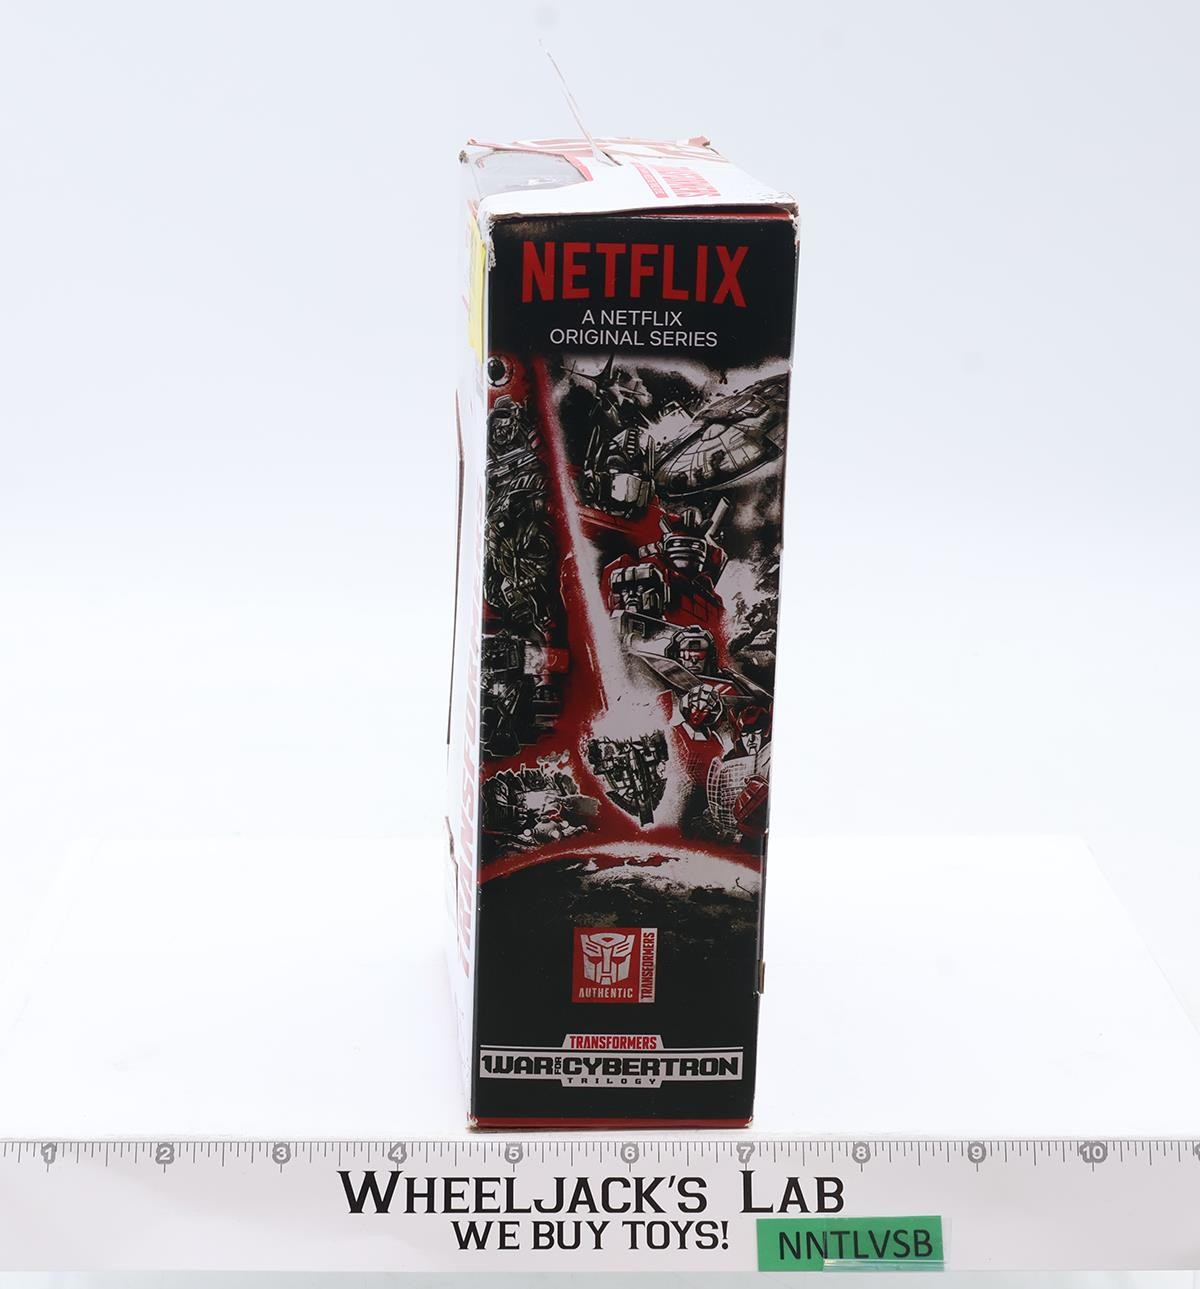 NETFLIX
A NETFLIX
ORIGINAL SERIES
TRANSFORMERS
AUTHENTIC
TRANSFORMERS
TRANSFORMERS
WAR FOR CYBERTRON
TRILOGY
1 2 3 4 5 6 7 8 9 10
WHEELJACK'S LAB
WE BUY TOYS!
NNTLVSB